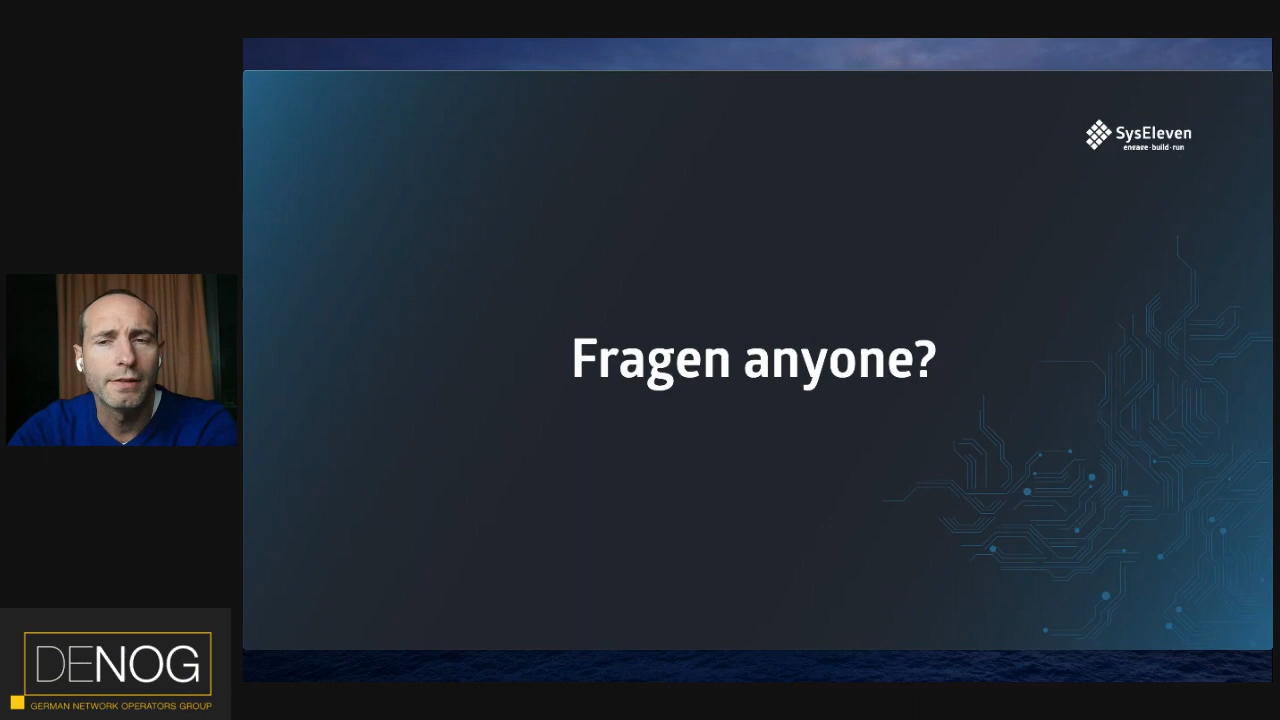 SysEleven
engage·build·run
Fragen anyone?
DENOG
GERMAN NETWORK OPERATORS GROUP